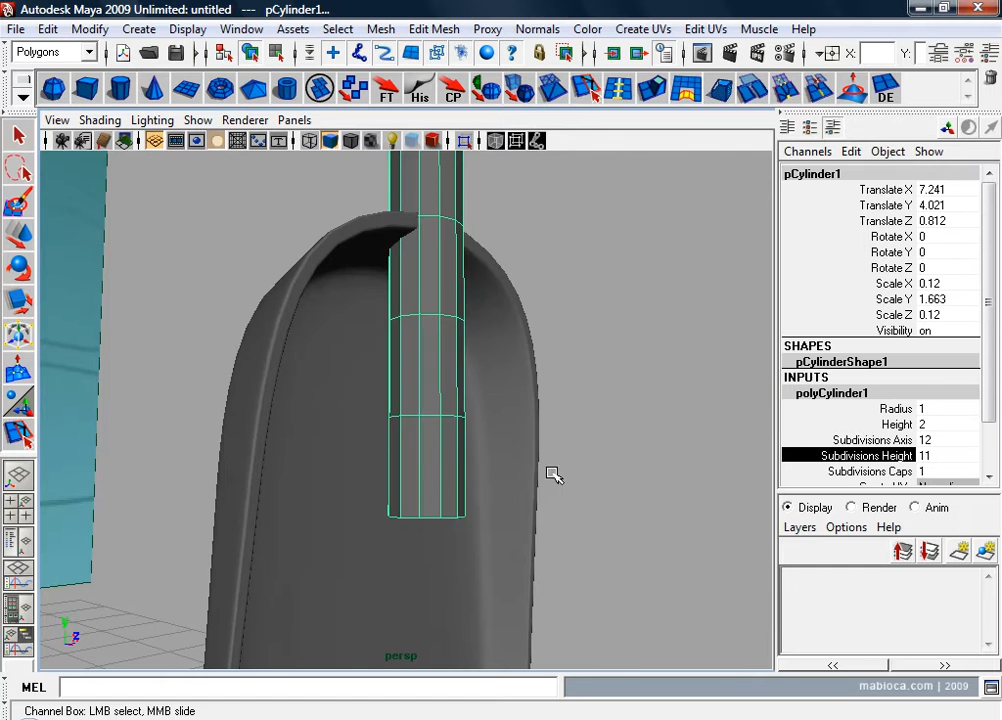 Autodesk Maya 2009 Unlimited: untitled --- pCylinder1...
File Edit Modify Create Display Window Assets Select Mesh Edit Mesh Proxy Normals Color Create UVs Edit UVs Muscle Help
Polygons X: Y:
FT His CP DE
View Shading Lighting Show Renderer Panels
Channels Edit Object Show
pCylinder1
Translate X 7.241
Translate Y 4.021
Translate Z 0.812
Rotate X 0
Rotate Y 0
Rotate Z 0
Scale X 0.12
Scale Y 1.663
Scale Z 0.12
Visibility on
SHAPES
pCylinderShape1
INPUTS
polyCylinder1
Radius 1
Height 2
Subdivisions Axis 12
Subdivisions Height 11
Subdivisions Caps 1
Display Render Anim
Layers Options Help
Z
persp
<< >>
MEL
mabioca.com | 2009
Channel Box: LMB select, MMB slide